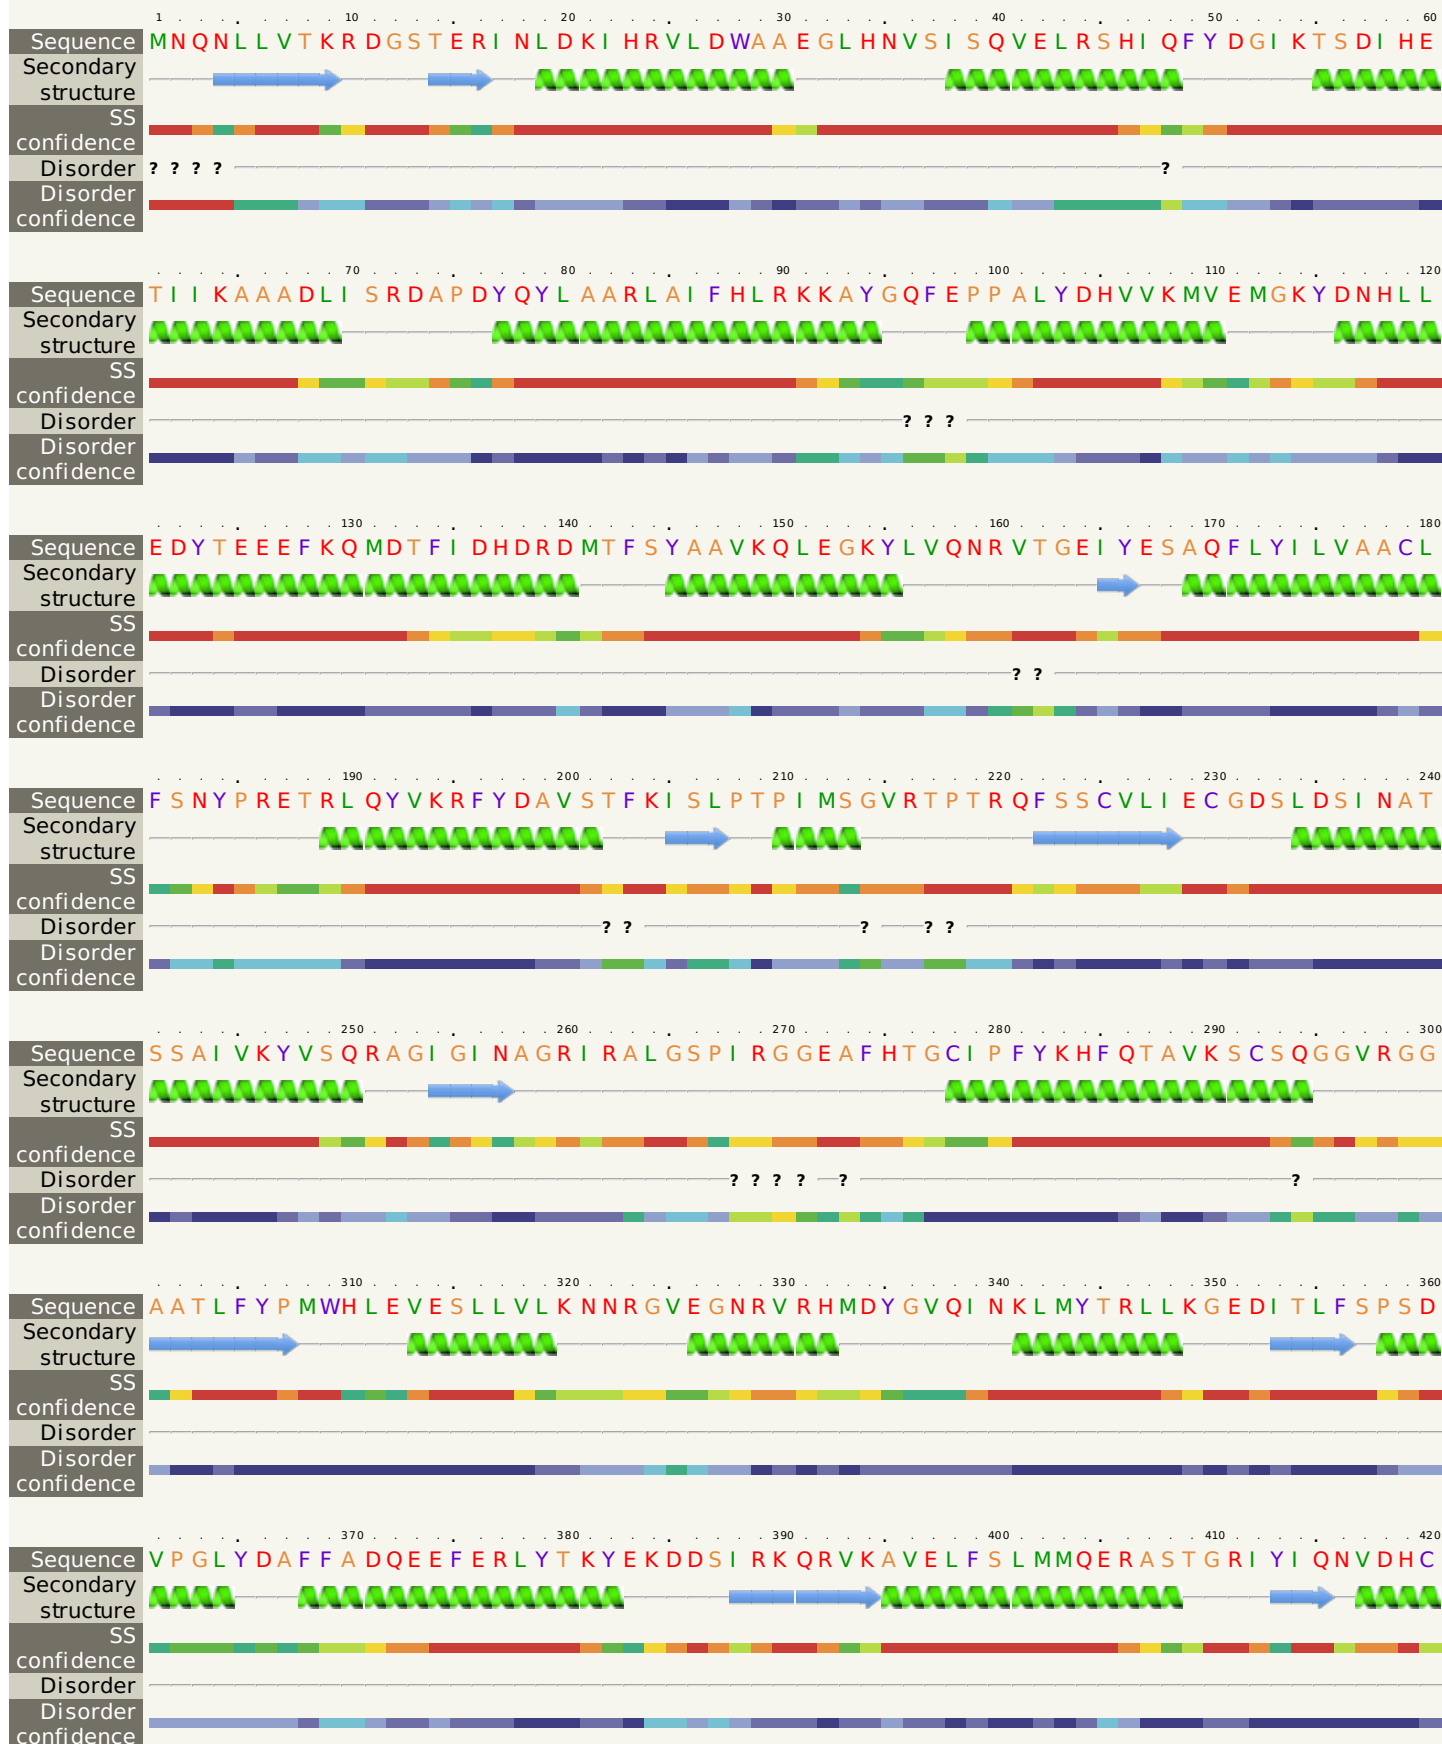 1 10 20 30 40 50 60
Sequence MNQNLLVTKRDGSTERINLDKIHRVLDWAAEGLHNVSISQVELRSHIQFYDGIKTSDIHE
Secondary
structure
SS
confidence
Disorder ? ? ? ? ?
Disorder
confidence
70 80 90 100 110 120
Sequence TIIKAAADLISRDAPDYQYLAARLAIFHLRKKAYGQFEPPALYDHVVKMVEMGKYDNHLL
Secondary
structure
SS
confidence
Disorder ? ? ?
Disorder
confidence
130 140 150 160 170 180
Sequence EDYTEEEFKQMDTFIDHDRDMTFSYAAVKQLEGKYLVQNRVTGEIYESAQFLYILVAACL
Secondary
structure
SS
confidence
Disorder ? ?
Disorder
confidence
190 200 210 220 230 240
Sequence FSNYPRETRLQYVKRFYDAVSTFKISLPTPIMSGVRTPTRQFSSCVLIECGDSLDSINAT
Secondary
structure
SS
confidence
Disorder ? ? ? ? ?
Disorder
confidence
250 260 270 280 290 300
Sequence SSAIVKYVSQRAGIGINAGRIRALGSPIRGGEAFHTGCIPFYKHFQTAVKSCSQGGVRGG
Secondary
structure
SS
confidence
Disorder ? ? ? ? ? ?
Disorder
confidence
310 320 330 340 350 360
Sequence AATLFYPMWHLEVESLLVLKNNRGVEGNRVRHMDYGVQINKLMYTRLLKGEDITLFSPSD
Secondary
structure
SS
confidence
Disorder
Disorder
confidence
370 380 390 400 410 420
Sequence VPGLYDAFFADQEEFERLYTKYEKDDSIRKQRVKAVELFSLMMQERASTGRIYIQNVDHC
Secondary
structure
SS
confidence
Disorder
Disorder
confidence